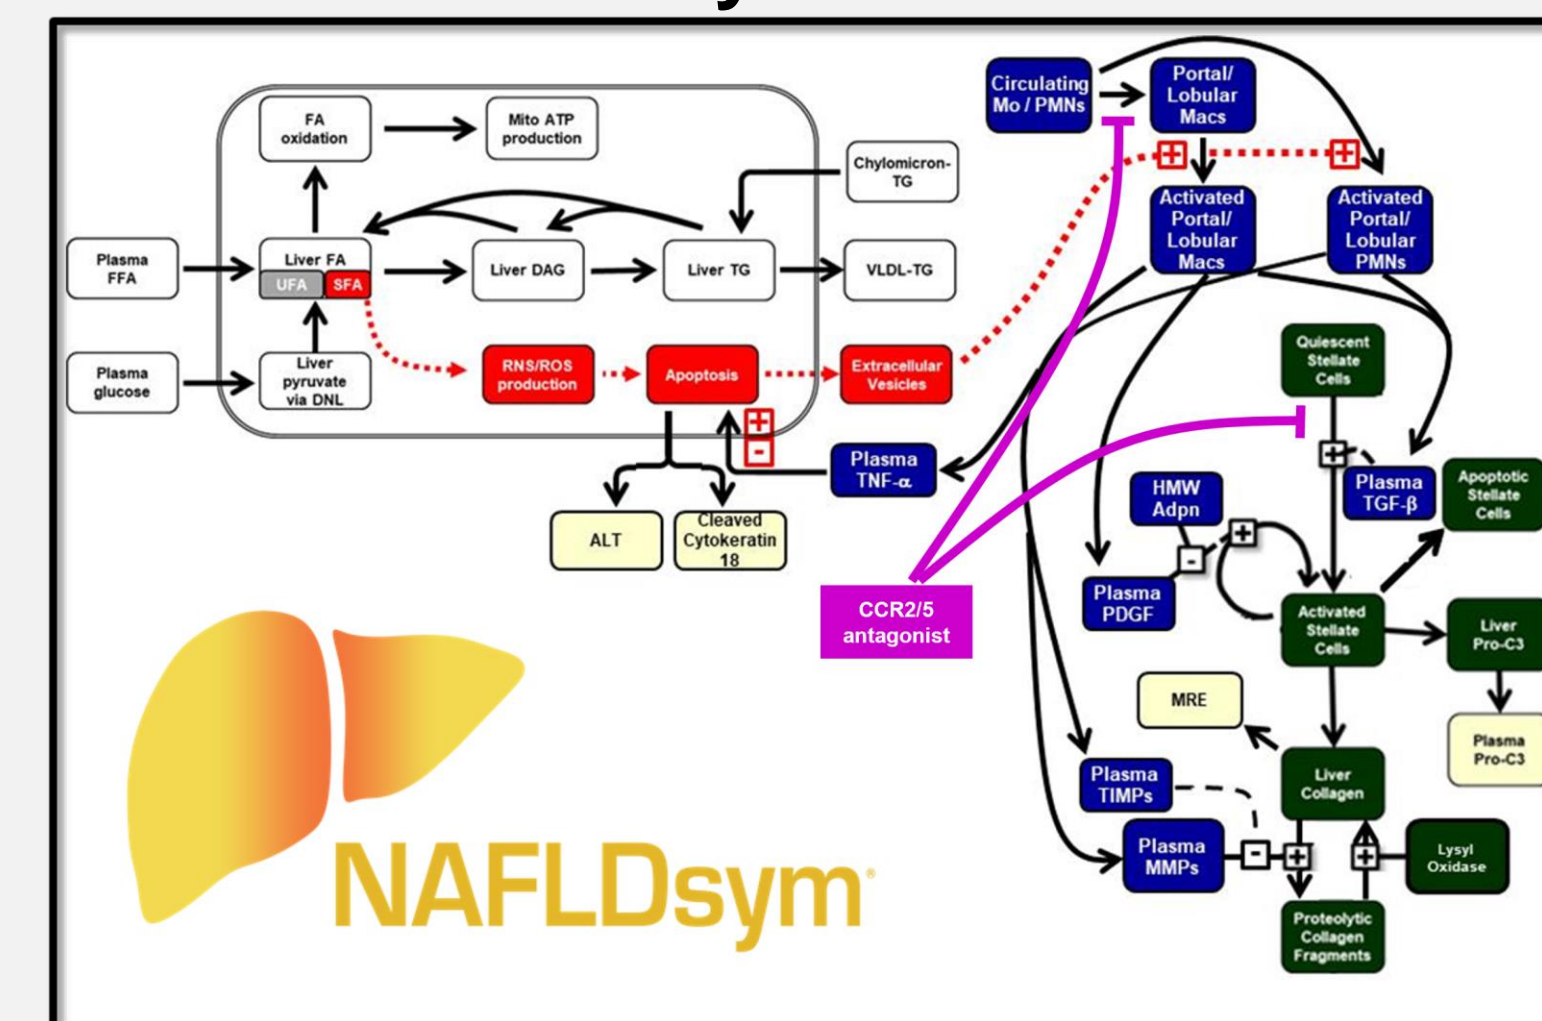 FA
oxidation
Mito ATP
production
Chylomicron-
TG
Plasma
FFA
Liver FA
UFA
SFA
Liver DAG
Liver TG
VLDL-TG
Plasma
glucose
Liver
pyruvate
via DNL
RNS/ROS
production
Apoptosis
Extracellular
Vesicles
+
-
ALT
Cleaved
Cytokeratin
18
Plasma
TNF-α
CCR2/5
antagonist
Circulating
Mo / PMNs
Portal/
Lobular
Macs
+
+
Activated
Portal/
Lobular
Macs
Activated
Portal/
Lobular
PMNs
Quiescent
Stellate
Cells
+
Plasma
TGF-β
Apoptotic
Stellate
Cells
HMW
Adpn
+
-
Plasma
PDGF
Activated
Stellate
Cells
Liver
Pro-C3
MRE
Plasma
Pro-C3
Liver
Collagen
Plasma
TIMPs
Plasma
MMPs
-
+
+
Lysyl
Oxidase
Proteolytic
Collagen
Fragments
NAFLDsym®